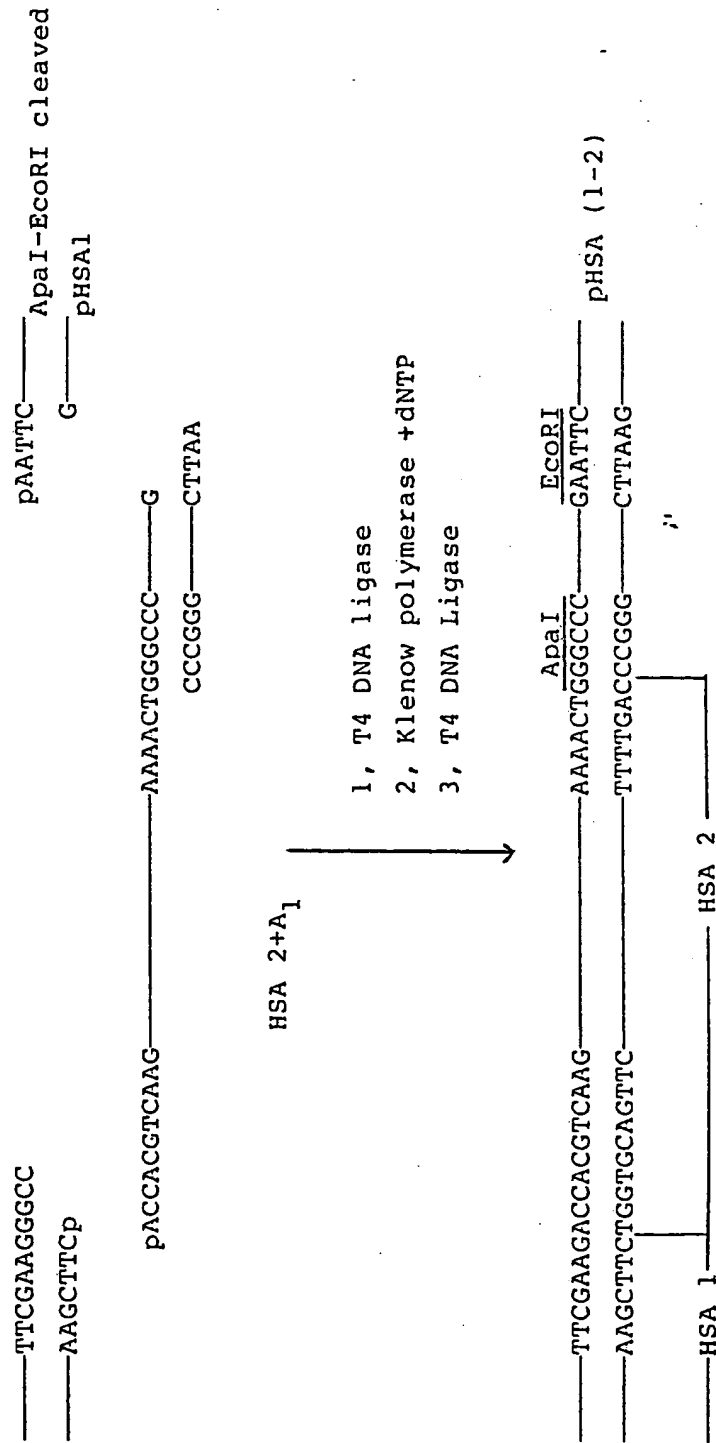 TTCGAAGGGCC pAATTC
ApaI-EcoRI cleaved
AAGCTTCp G
pHSA1
pACCACGTCAAG AAAACTGGGCCC G
CCCGGG CTTAA
HSA 2+A1
1, T4 DNA ligase
2, Klenow polymerase +dNTP
3, T4 DNA Ligase
ApaI EcoRI
TTCGAAGACCACGTCAAG AAAACTGGGCCC GAATTC
pHSA (1-2)
AAGCTTCTGGTGCAGTTC TTTTGACCCGGG CTTAAG
HSA 1 HSA 2